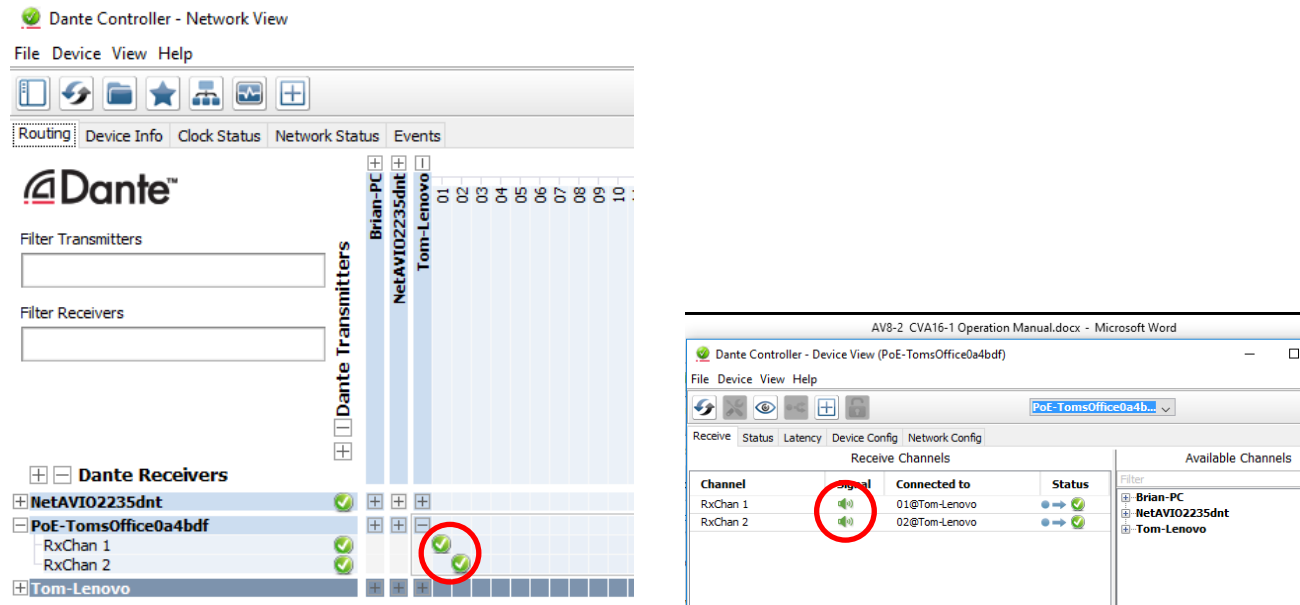 Dante Controller - Network View
File Device View Help
Routing Device Info Clock Status Network Status Events
Dante™
Filter Transmitters
Filter Receivers
Dante Transmitters
Brian-PC
NetAVIO2235dnt
Tom-Lenovo
01 02 03 04 05 06 07 08 09 10
Dante Receivers
NetAVIO2235dnt
PoE-TomsOffice0a4bdf
RxChan 1
RxChan 2
Tom-Lenovo
AV8-2 CVA16-1 Operation Manual.docx - Microsoft Word
Dante Controller - Device View (PoE-TomsOffice0a4bdf)
File Device View Help
PoE-TomsOffice0a4b...
Receive Status Latency Device Config Network Config
Receive Channels Available Channels
Channel Signal Connected to Status
RxChan 1 01@Tom-Lenovo
RxChan 2 02@Tom-Lenovo
Filter
Brian-PC
NetAVIO2235dnt
Tom-Lenovo